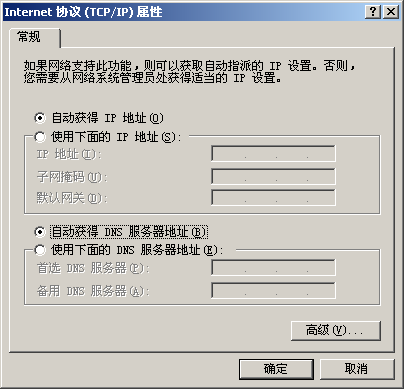 Internet 协议 (TCP/IP) 属性
常规
如果网络支持此功能，则可以获取自动指派的 IP 设置。否则，
您需要从网络系统管理员处获得适当的 IP 设置。
自动获得 IP 地址(O)
使用下面的 IP 地址(S):
IP 地址(I):
子网掩码(U):
默认网关(D):
自动获得 DNS 服务器地址(B)
使用下面的 DNS 服务器地址(E):
首选 DNS 服务器(P):
备用 DNS 服务器(A):
高级(V)...
确定
取消